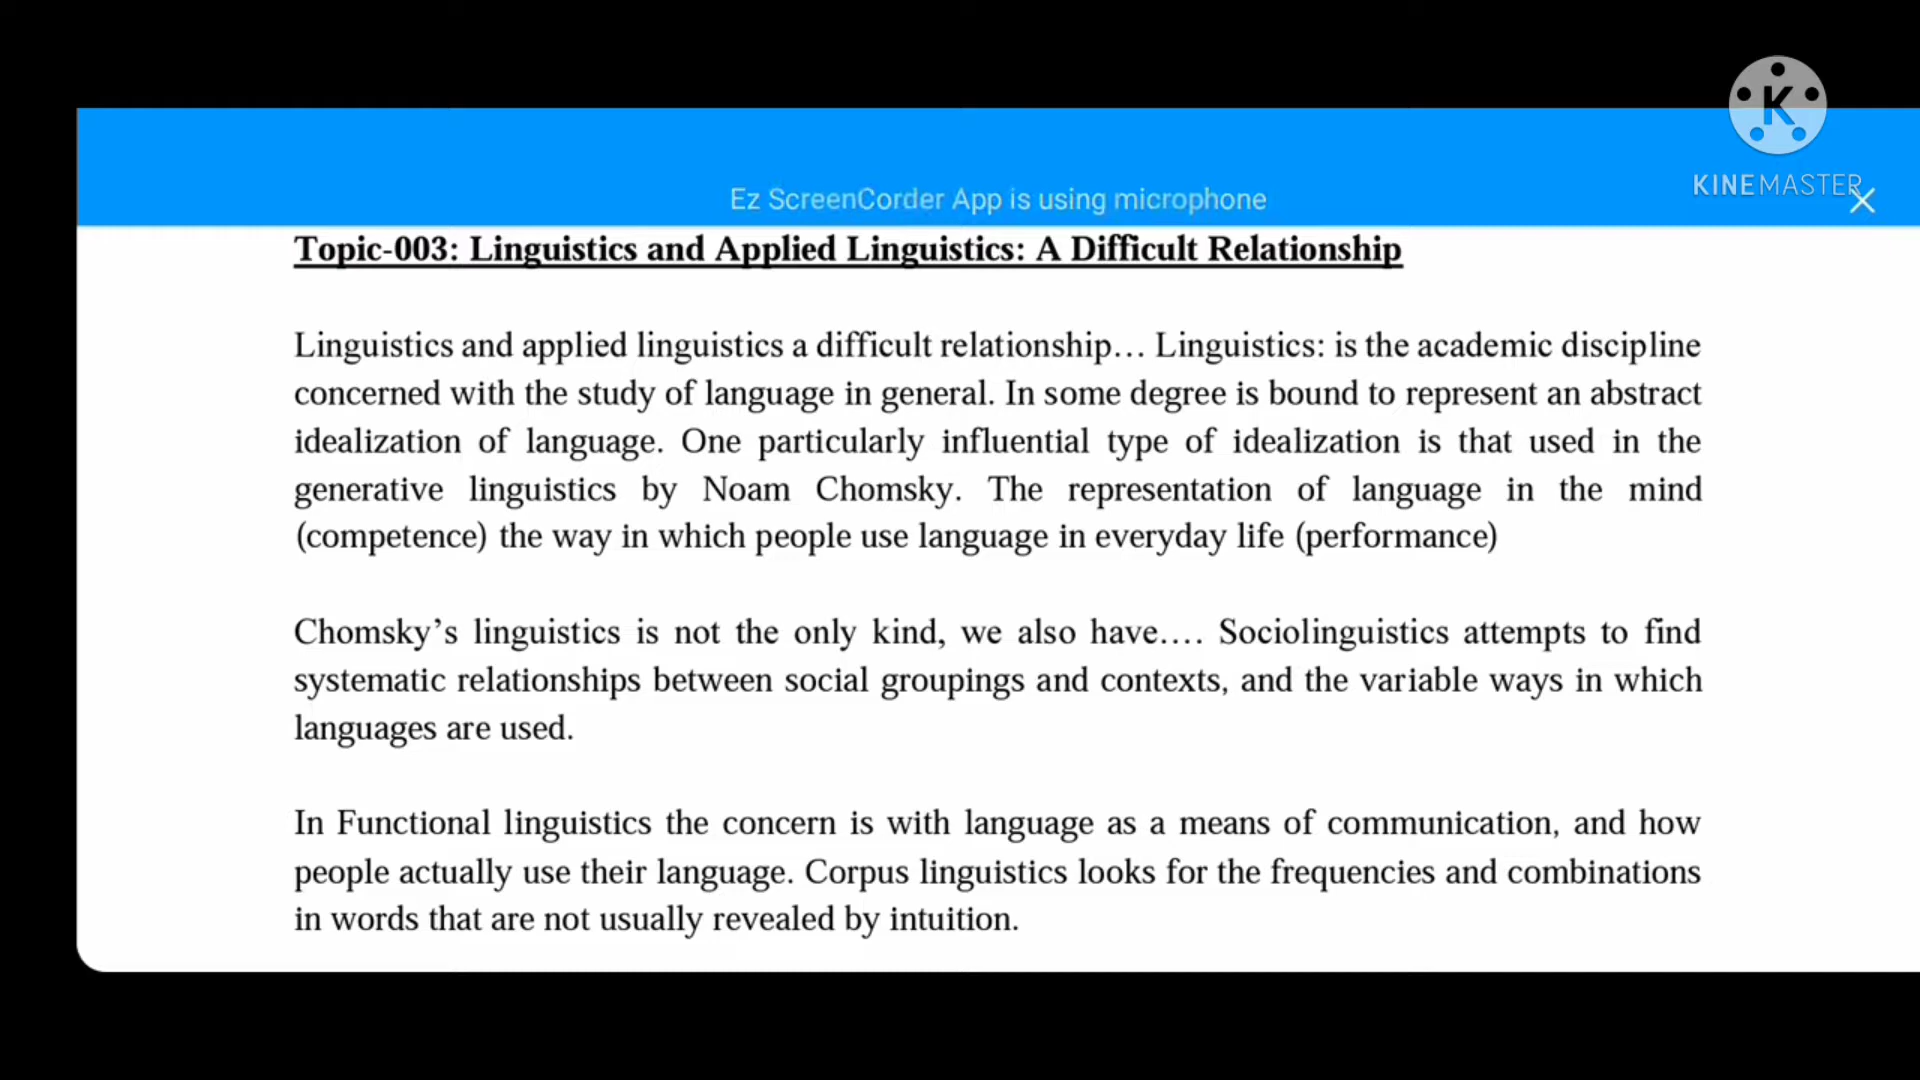 K
KINEMASTER
Ez ScreenCorder App is using microphone
Topic-003: Linguistics and Applied Linguistics: A Difficult Relationship
Linguistics and applied linguistics a difficult relationship… Linguistics: is the academic discipline
concerned with the study of language in general. In some degree is bound to represent an abstract
idealization of language. One particularly influential type of idealization is that used in the
generative linguistics by Noam Chomsky. The representation of language in the mind
(competence) the way in which people use language in everyday life (performance)
Chomsky’s linguistics is not the only kind, we also have…. Sociolinguistics attempts to find
systematic relationships between social groupings and contexts, and the variable ways in which
languages are used.
In Functional linguistics the concern is with language as a means of communication, and how
people actually use their language. Corpus linguistics looks for the frequencies and combinations
in words that are not usually revealed by intuition.